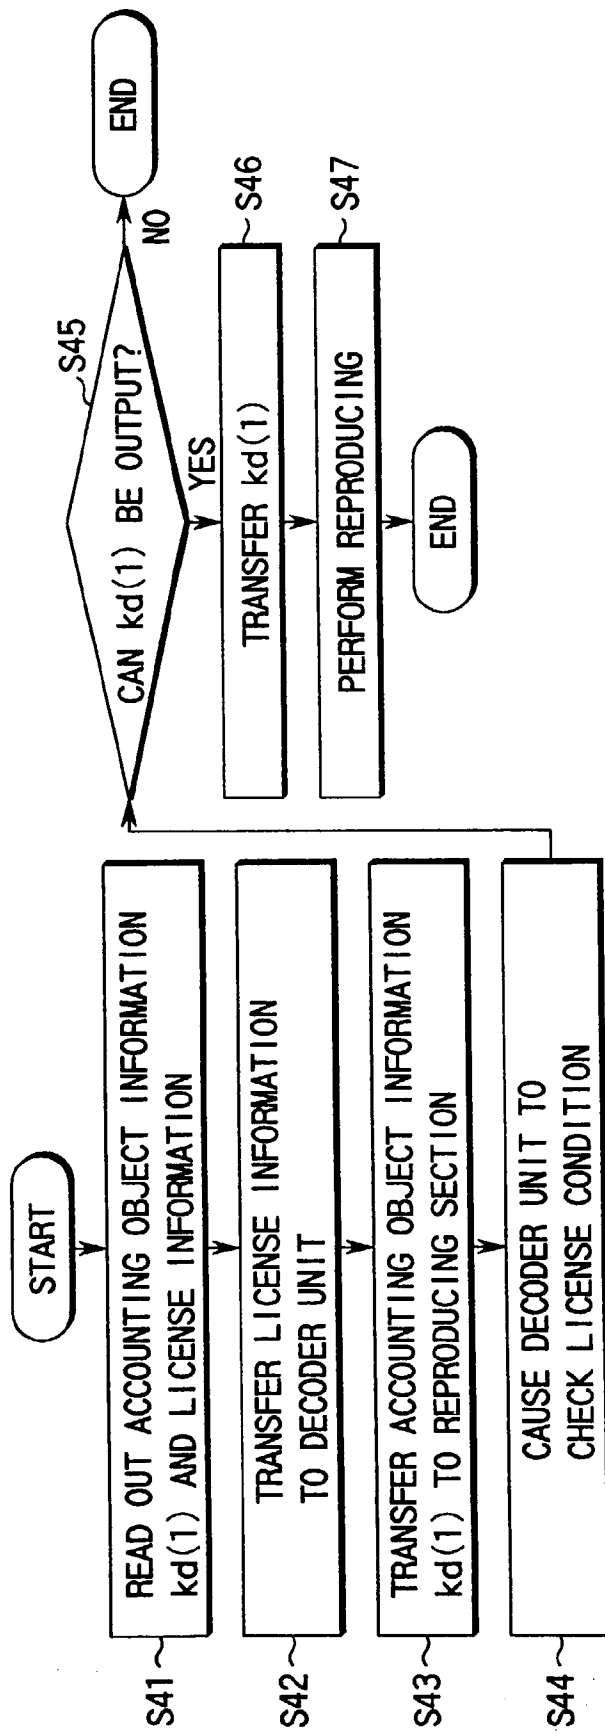 START
S41
READ OUT ACCOUNTING OBJECT INFORMATION
kd(1) AND LICENSE INFORMATION
S42
TRANSFER LICENSE INFORMATION
TO DECODER UNIT
S43
TRANSFER ACCOUNTING OBJECT INFORMATION
kd(1) TO REPRODUCING SECTION
S44
CAUSE DECODER UNIT TO
CHECK LICENSE CONDITION
S45
CAN kd(1) BE OUTPUT?
NO
END
YES
S46
TRANSFER kd(1)
S47
PERFORM REPRODUCING
END